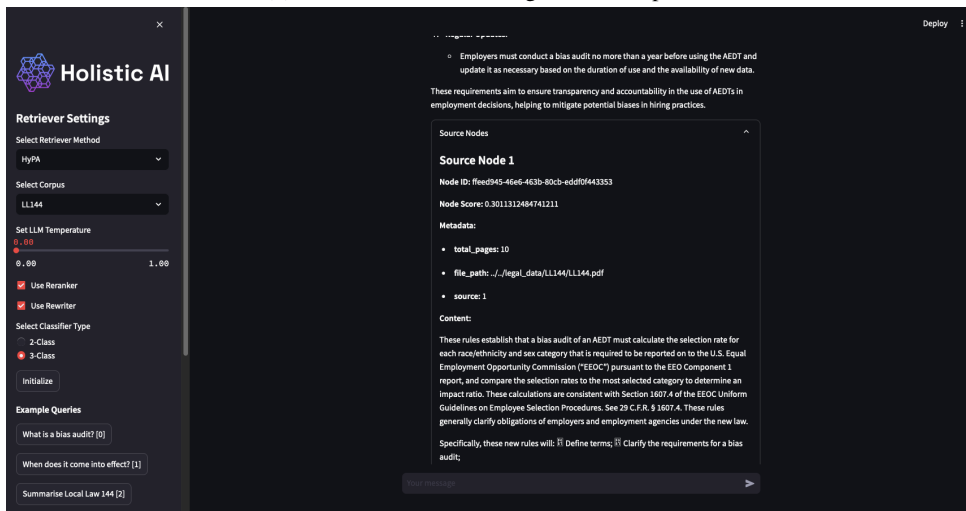 ×
Holistic AI
Retriever Settings
Select Retriever Method
HyPA
Select Corpus
LL144
Set LLM Temperature
0.00
0.00 1.00
Use Reranker
Use Rewriter
Select Classifier Type
2-Class
3-Class
Initialize
Example Queries
What is a bias audit? [0]
When does it come into effect? [1]
Summarise Local Law 144 [2]
Deploy
Employers must conduct a bias audit no more than a year before using the AEDT and
update it as necessary based on the duration of use and the availability of new data.
These requirements aim to ensure transparency and accountability in the use of AEDTs in
employment decisions, helping to mitigate potential biases in hiring practices.
Source Nodes
Source Node 1
Node ID: ffeed945-46e6-463b-80cb-eddf0f443353
Node Score: 0.3011312484741211
Metadata:
• total_pages: 10
• file_path: ../../legal_data/LL144/LL144.pdf
• source: 1
Content:
These rules establish that a bias audit of an AEDT must calculate the selection rate for
each race/ethnicity and sex category that is required to be reported on to the U.S. Equal
Employment Opportunity Commission ("EEOC") pursuant to the EEO Component 1
report, and compare the selection rates to the most selected category to determine an
impact ratio. These calculations are consistent with Section 1607.4 of the EEOC Uniform
Guidelines on Employee Selection Procedures. See 29 C.F.R. § 1607.4. These rules
generally clarify obligations of employers and employment agencies under the new law.
Specifically, these new rules will: Define terms; Clarify the requirements for a bias
audit;
Your message